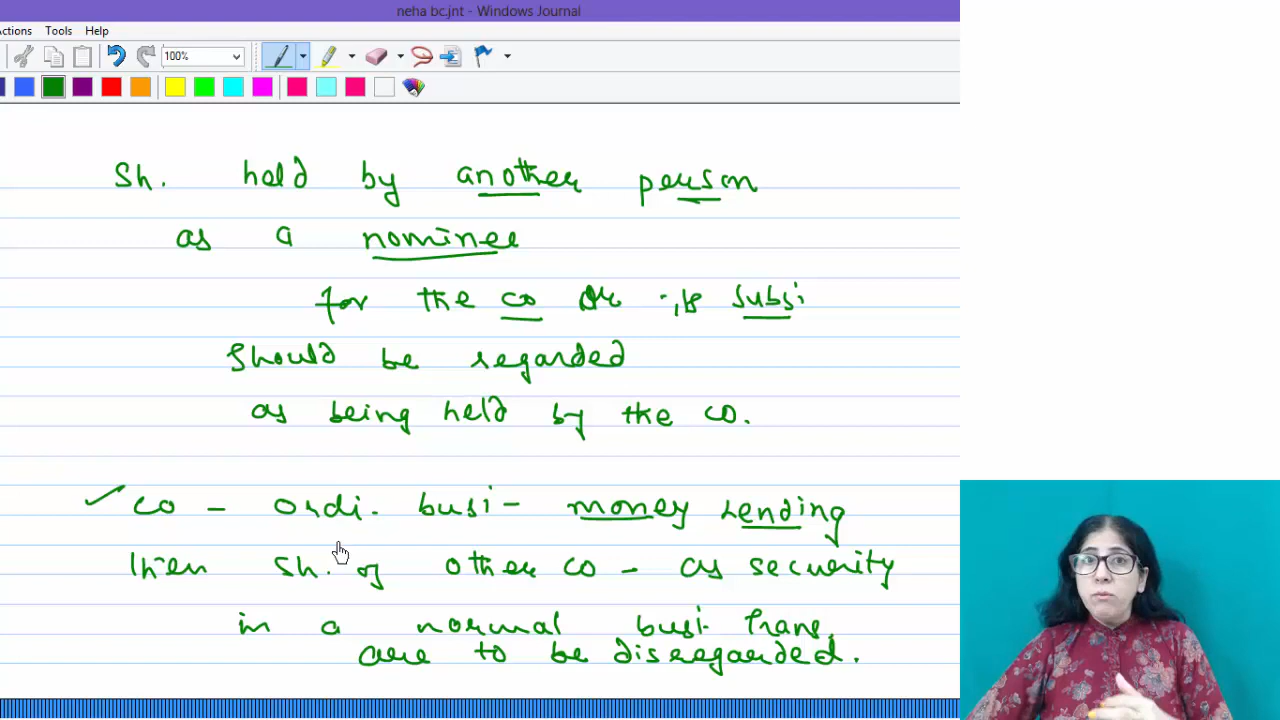 neha bc.jnt - Windows Journal
Actions Tools Help
100%
Sh. held by another person
as a nominee
for the co or its subsi
should be regarded
as being held by the co.
✓ co - ordi. busi - money lending
then sh. of other co - as security
in a normal busi. trans.
are to be disregarded.